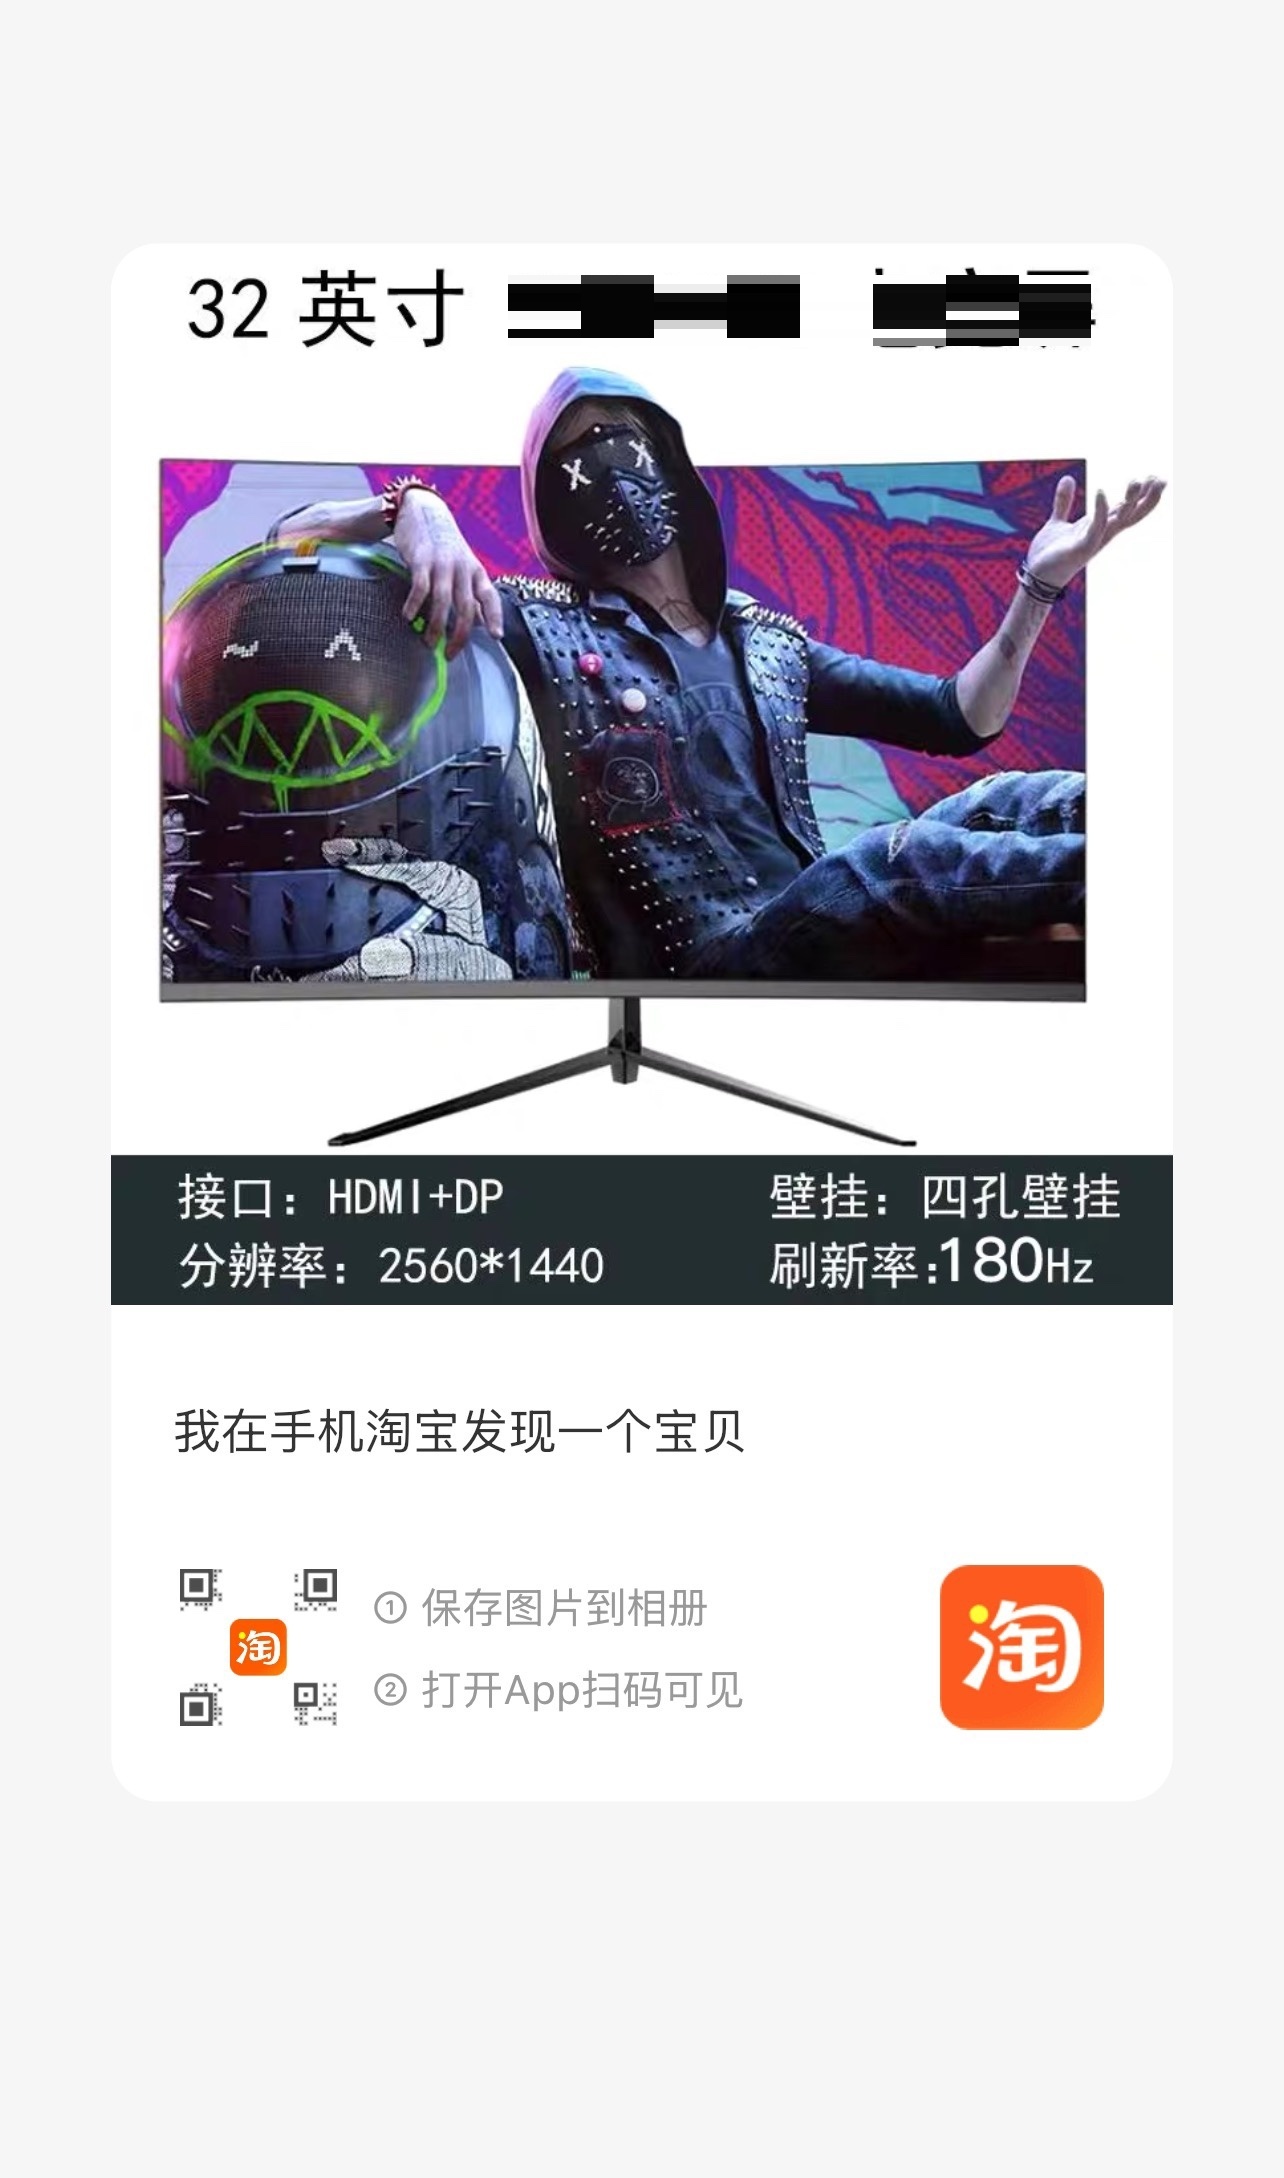 32 英寸
接口：HDMI+DP
壁挂：四孔壁挂
分辨率：2560*1440
刷新率:180Hz
我在手机淘宝发现一个宝贝
① 保存图片到相册
② 打开App扫码可见
淘
淘